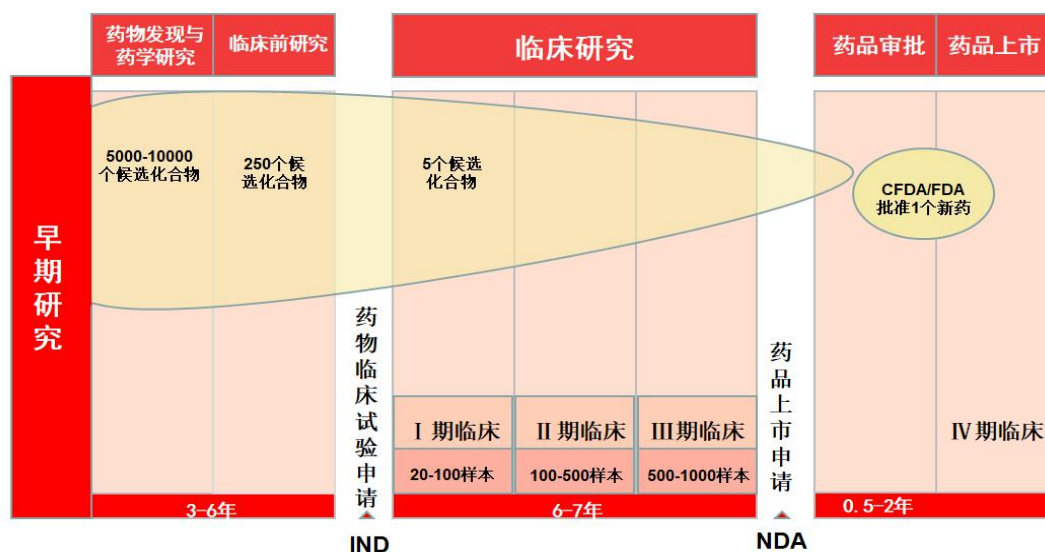 药物发现与
药学研究
临床前研究
临床研究
药品审批
药品上市
早期研究
5000-10000
个候选化合物
250个候
选化合物
5个候选
化合物
CFDA/FDA
批准1个新药
药物临床试验申请
药品上市申请
I 期临床
II 期临床
III期临床
IV期临床
20-100样本
100-500样本
500-1000样本
3-6年
6-7年
0.5-2年
IND
NDA